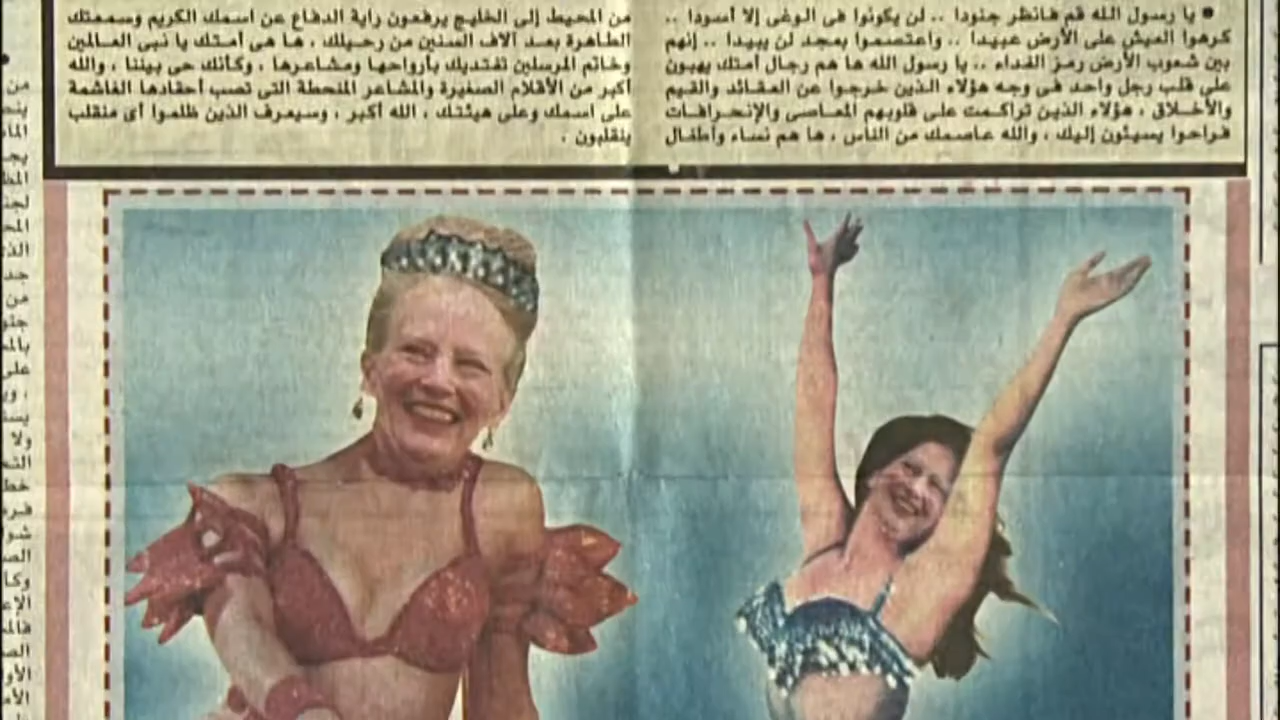 • يا رسول الله قم فانظر جنودا .. لن يكونوا فى الوغى إلا أسودا ..
كرهوا العيش على الأرض عبيدا .. واعتصموا بمجد لن يبيدا .. إنهم
بين شعوب الأرض رمز الفداء .. يا رسول الله ها هم رجال أمتك يهبون
على قلب رجل واحد فى وجه هؤلاء الذين خرجوا عن العقائد والقيم
والأخلاق ، هؤلاء الذين تراكمت على قلوبهم المعاصى والإنحرافات
فراحوا يسيئون إليك ، والله عاصمك من الناس ، ها هم نساء وأطفال
من المحيط إلى الخليج يرفعون راية الدفاع عن اسمك الكريم وسمعتك
الطاهرة بعد آلاف السنين من رحيلك ، ها هى أمتك يا نبى العالمين
وخاتم المرسلين تفتديك بأرواحها ومشاعرها ، وكأنك حى بيننا ، والله
أكبر من الأقلام الصغيرة والمشاعر المنحطة التى تصب أحقادها الغاشمة
على اسمك وعلى هيئتك ، الله أكبر ، وسيعرف الذين ظلموا أى منقلب
ينقلبون .
من
جد
من
على
ولا